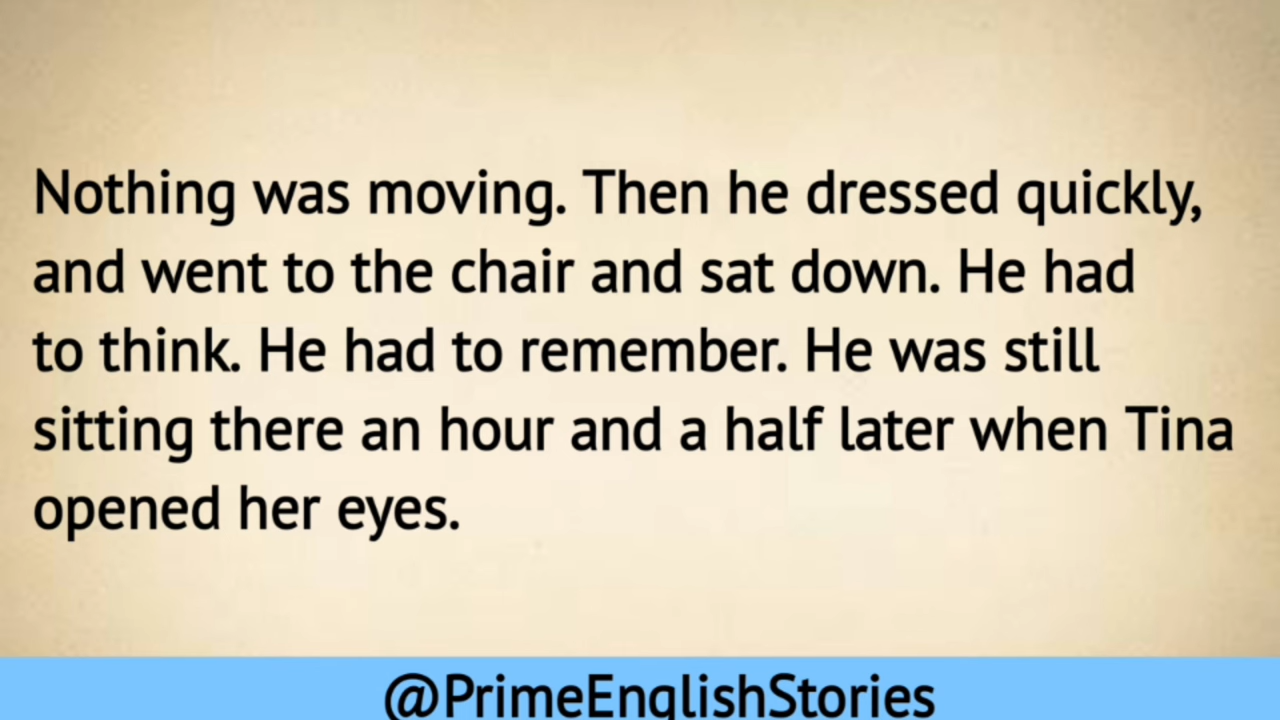 Nothing was moving. Then he dressed quickly,
and went to the chair and sat down. He had
to think. He had to remember. He was still
sitting there an hour and a half later when Tina
opened her eyes.
@PrimeEnglishStories